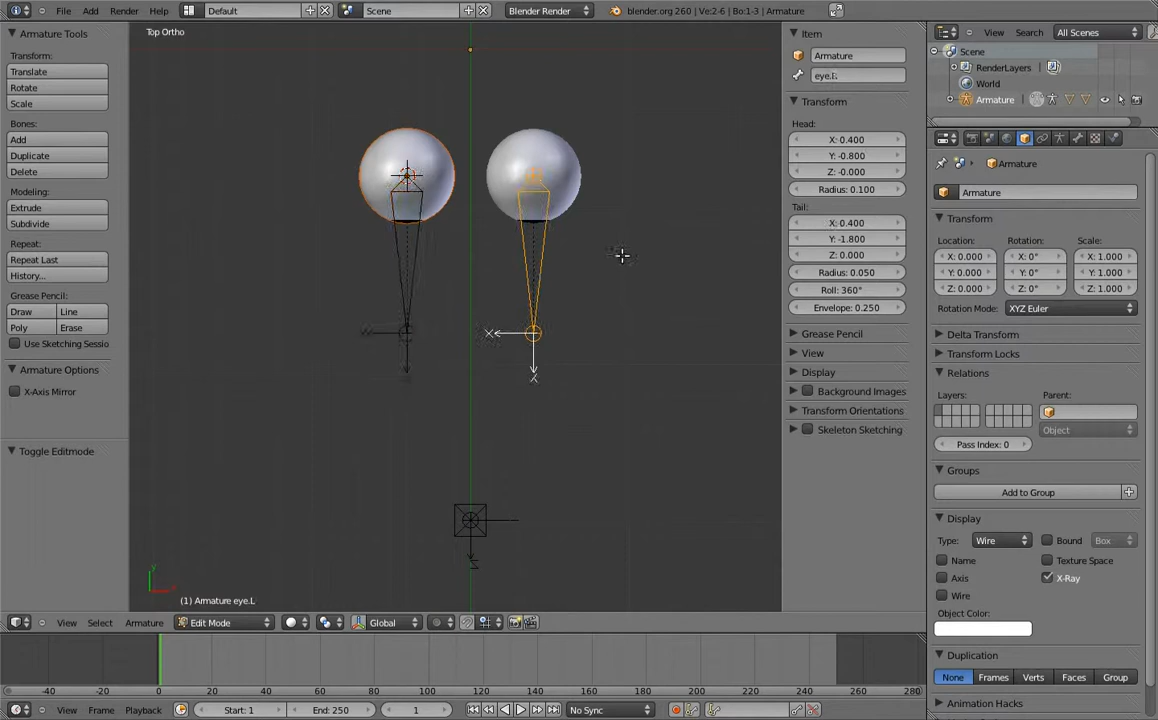 File Add Render Help Default Scene Blender Render blender.org 260 | Ve:2-6 | Bo:1-3 | Armature
View Search All Scenes
Scene
RenderLayers
World
Armature
Armature Tools
Transform:
Translate
Rotate
Scale
Bones:
Add
Duplicate
Delete
Modeling:
Extrude
Subdivide
Repeat:
Repeat Last
History...
Grease Pencil:
Draw Line
Poly Erase
Use Sketching Sessio
Armature Options
X-Axis Mirror
Toggle Editmode
Top Ortho
X
X
Z
y
x
(1) Armature eye.L
Item
Armature
eye.L
Transform
Head:
X: 0.400
Y: -0.800
Z: -0.000
Radius: 0.100
Tail:
X: 0.400
Y: -1.800
Z: 0.000
Radius: 0.050
Roll: 360°
Envelope: 0.250
Grease Pencil
View
Display
Background Images
Transform Orientations
Skeleton Sketching
Armature
Armature
Transform
Location: Rotation: Scale:
X: 0.000 X: 0° X: 1.000
Y: 0.000 Y: 0° Y: 1.000
Z: 0.000 Z: 0° Z: 1.000
Rotation Mode: XYZ Euler
Delta Transform
Transform Locks
Relations
Layers: Parent:
Object
Pass Index: 0
Groups
Add to Group
Display
Type: Wire Bound Box
Name Texture Space
Axis X-Ray
Wire
Object Color:
Duplication
None Frames Verts Faces Group
Animation Hacks
View Select Armature Edit Mode Global
-40 -20 0 20 40 60 80 100 120 140 160 180 200 220 240 260 280
View Frame Playback Start: 1 End: 250 1 No Sync